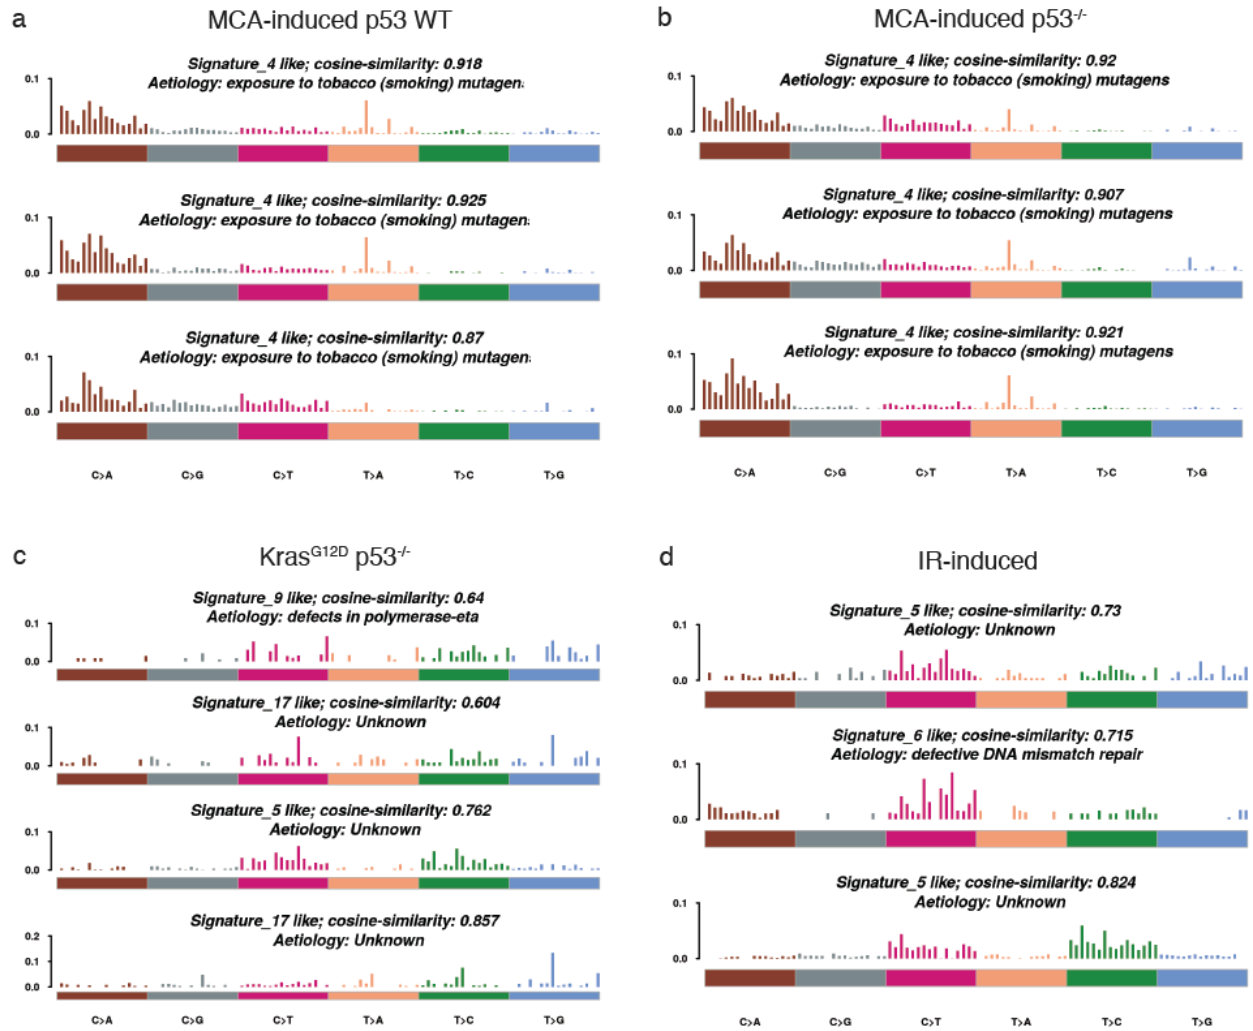 a
MCA-induced p53 WT
Signature_4 like; cosine-similarity: 0.918
Aetiology: exposure to tobacco (smoking) mutagens
0.1
0.0
Signature_4 like; cosine-similarity: 0.925
Aetiology: exposure to tobacco (smoking) mutagens
0.1
0.0
Signature_4 like; cosine-similarity: 0.87
Aetiology: exposure to tobacco (smoking) mutagens
0.1
0.0
C>A C>G C>T T>A T>C T>G
b
MCA-induced p53-/-
Signature_4 like; cosine-similarity: 0.92
Aetiology: exposure to tobacco (smoking) mutagens
0.1
0.0
Signature_4 like; cosine-similarity: 0.907
Aetiology: exposure to tobacco (smoking) mutagens
0.1
0.0
Signature_4 like; cosine-similarity: 0.921
Aetiology: exposure to tobacco (smoking) mutagens
0.1
0.0
C>A C>G C>T T>A T>C T>G
c
KrasG12D p53-/-
Signature_9 like; cosine-similarity: 0.64
Aetiology: defects in polymerase-eta
0.1
0.0
Signature_17 like; cosine-similarity: 0.604
Aetiology: Unknown
0.1
0.0
Signature_5 like; cosine-similarity: 0.762
Aetiology: Unknown
0.1
0.0
Signature_17 like; cosine-similarity: 0.857
Aetiology: Unknown
0.2
0.1
0.0
C>A C>G C>T T>A T>C T>G
d
IR-induced
Signature_5 like; cosine-similarity: 0.73
Aetiology: Unknown
0.1
0.0
Signature_6 like; cosine-similarity: 0.715
Aetiology: defective DNA mismatch repair
0.1
0.0
Signature_5 like; cosine-similarity: 0.824
Aetiology: Unknown
0.1
0.0
C>A C>G C>T T>A T>C T>G